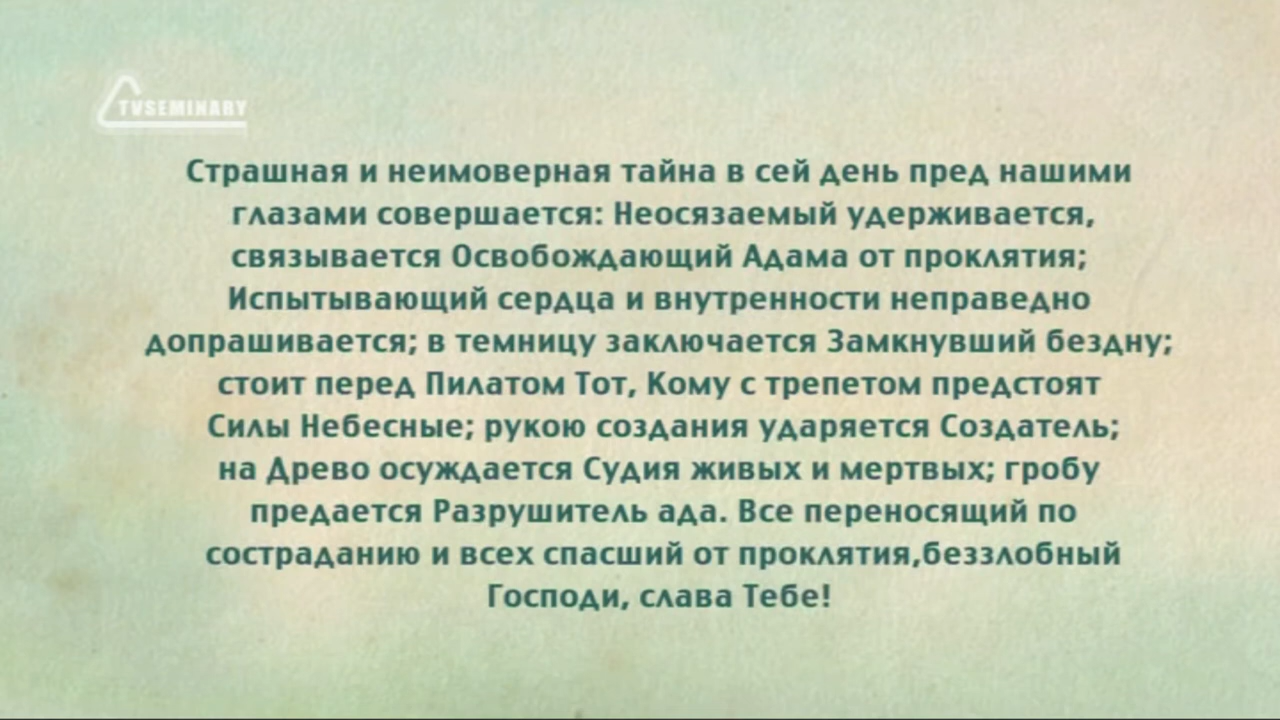 TVSEMINARY
Страшная и неимоверная тайна в сей день пред нашими
глазами совершается: Неосязаемый удерживается,
связывается Освобождающий Адама от проклятия;
Испытывающий сердца и внутренности неправедно
допрашивается; в темницу заключается Замкнувший бездну;
стоит перед Пилатом Тот, Кому с трепетом предстоят
Силы Небесные; рукою создания ударяется Создатель;
на Древо осуждается Судия живых и мертвых; гробу
предается Разрушитель ада. Все переносящий по
состраданию и всех спасший от проклятия,беззлобный
Господи, слава Тебе!